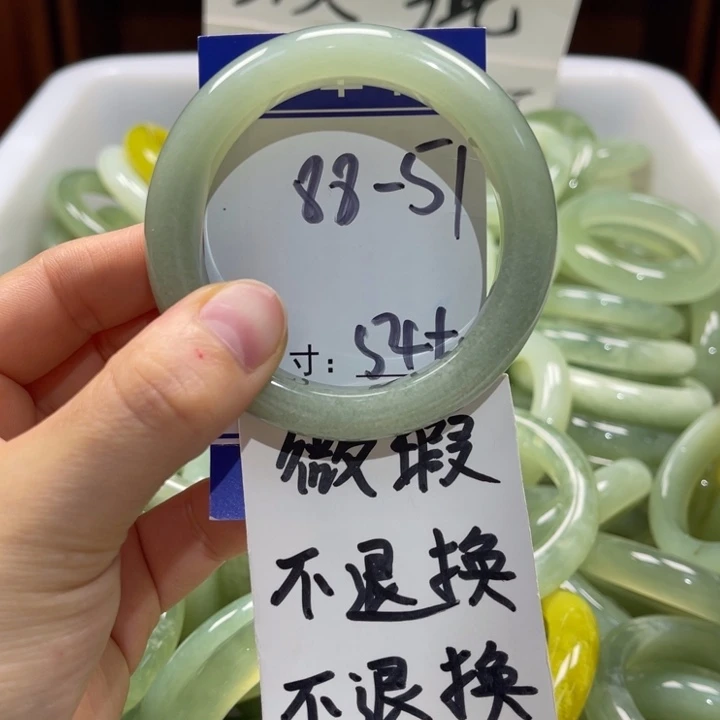 88-51
寸: 54+
微瑕
不退换
不退换